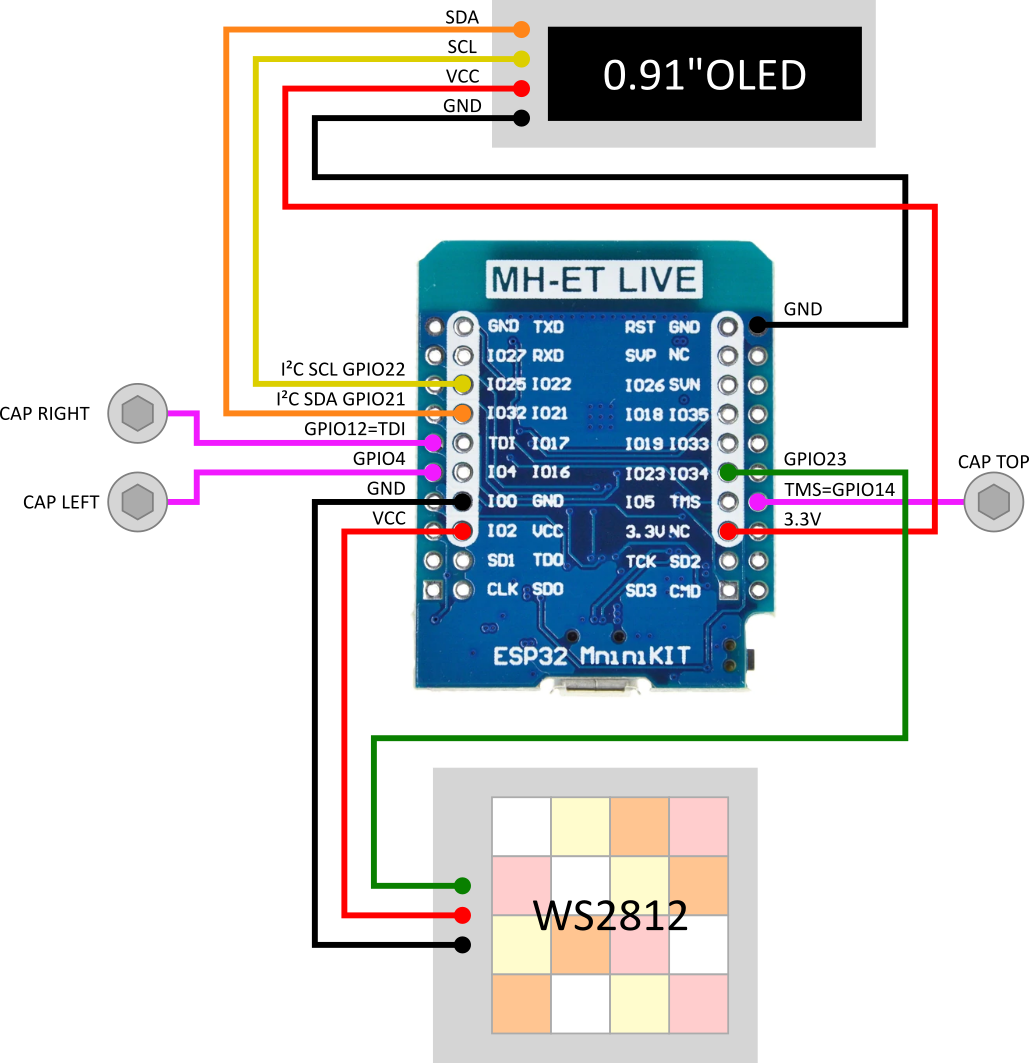 SDA
SCL
VCC
GND
0.91"OLED
MH-ET LIVE
GND TXD RST GND
GND
IO27 RXD SVP NC
I²C SCL GPIO22
IO25 IO22 IO26 SVN
I²C SDA GPIO21
IO32 IO21 IO18 IO35
CAP RIGHT
GPIO12=TDI
TDI IO17 IO19 IO33
GPIO4
IO4 IO16 IO23 IO34
GPIO23
CAP TOP
CAP LEFT
GND
IO0 GND IO5 TMS
TMS=GPIO14
VCC
IO2 VCC 3.3V NC
3.3V
SD1 TDO TCK SD2
CLK SD0 SD3 CMD
ESP32 MniniKIT
WS2812